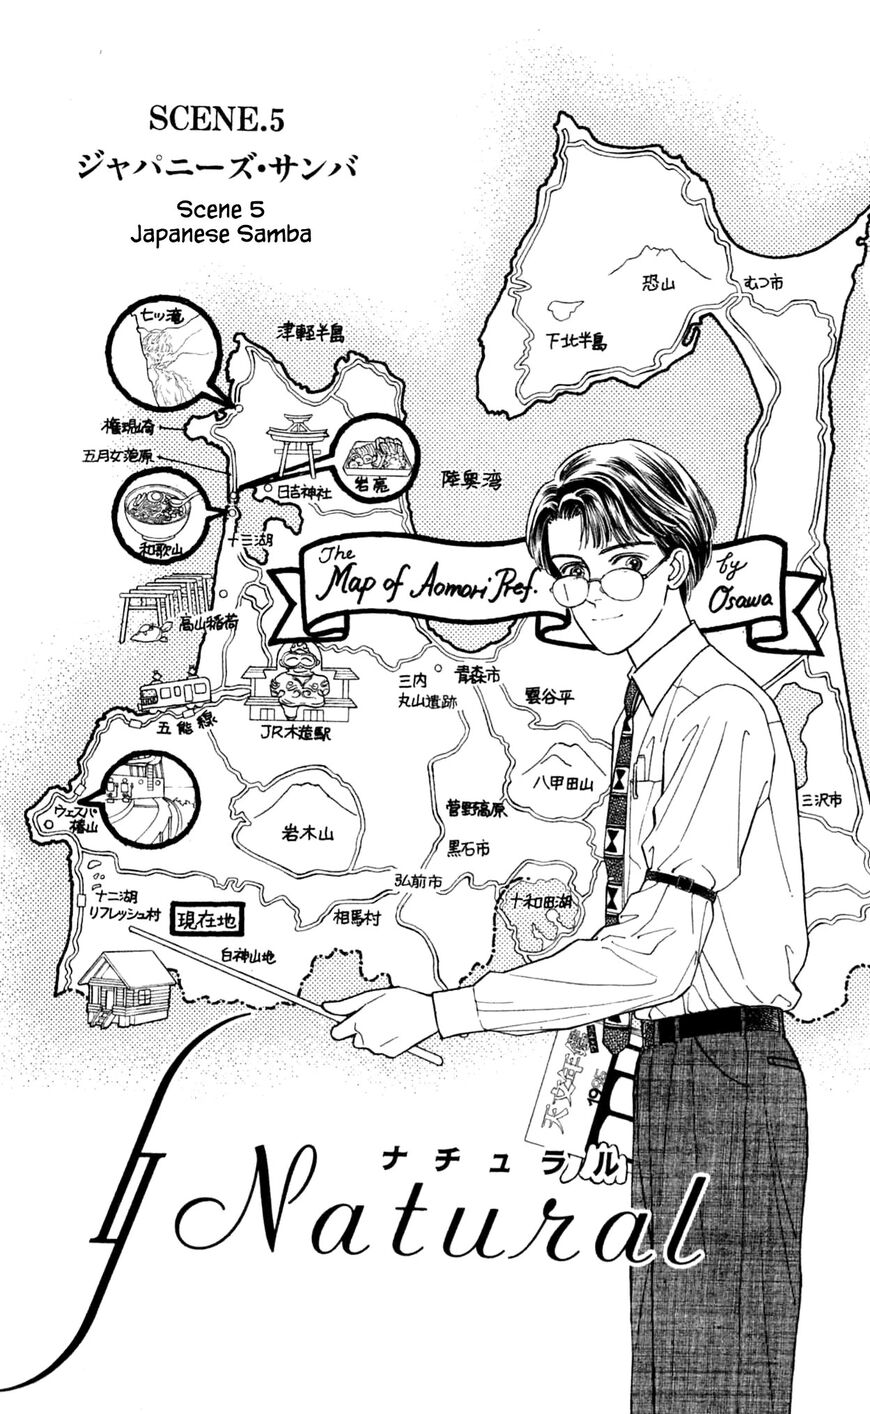 SCENE.5
ジャパニーズ・サンバ
Scene 5
Japanese Samba
恐山
むつ市
下北半島
七ツ滝
津軽半島
権現崎
五月女萢原
日吉神社
岩亮
陸奥湾
和歌山
十三湖
The
Map of Aomori Pref.
by
Osawa
高山稲荷
三内
丸山遺跡
青森市
雲谷平
五能線
JR木造駅
八甲田山
三沢市
ウェスパ
椿山
岩木山
菅野高原
黒石市
弘前市
十二湖
リフレッシュ村
現在地
相馬村
十和田湖
白神山地
天文年鑑
1995
ナチュラル
II Natural